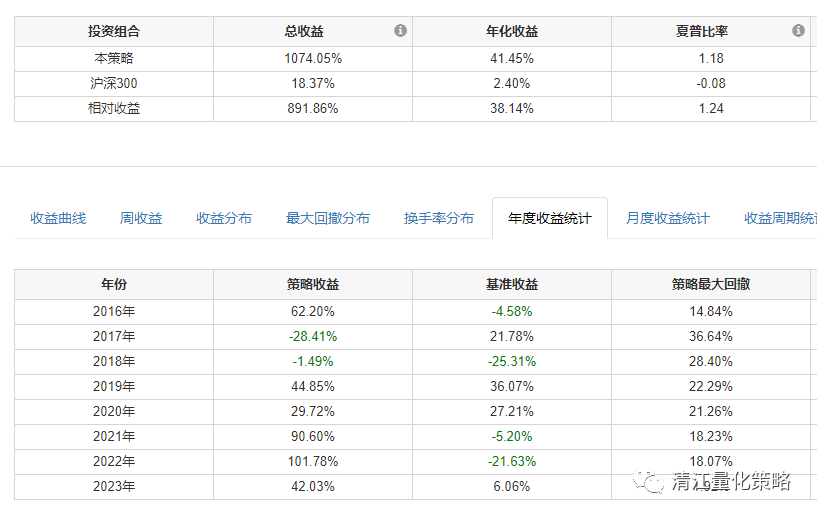 投资组合 总收益 年化收益 夏普比率
本策略 1074.05% 41.45% 1.18
沪深300 18.37% 2.40% -0.08
相对收益 891.86% 38.14% 1.24
收益曲线 周收益 收益分布 最大回撤分布 换手率分布 年度收益统计 月度收益统计 收益周期统
年份 策略收益 基准收益 策略最大回撤
2016年 62.20% -4.58% 14.84%
2017年 -28.41% 21.78% 36.64%
2018年 -1.49% -25.31% 28.40%
2019年 44.85% 36.07% 22.29%
2020年 29.72% 27.21% 21.26%
2021年 90.60% -5.20% 18.23%
2022年 101.78% -21.63% 18.07%
2023年 42.03% 6.06%
清江量化策略